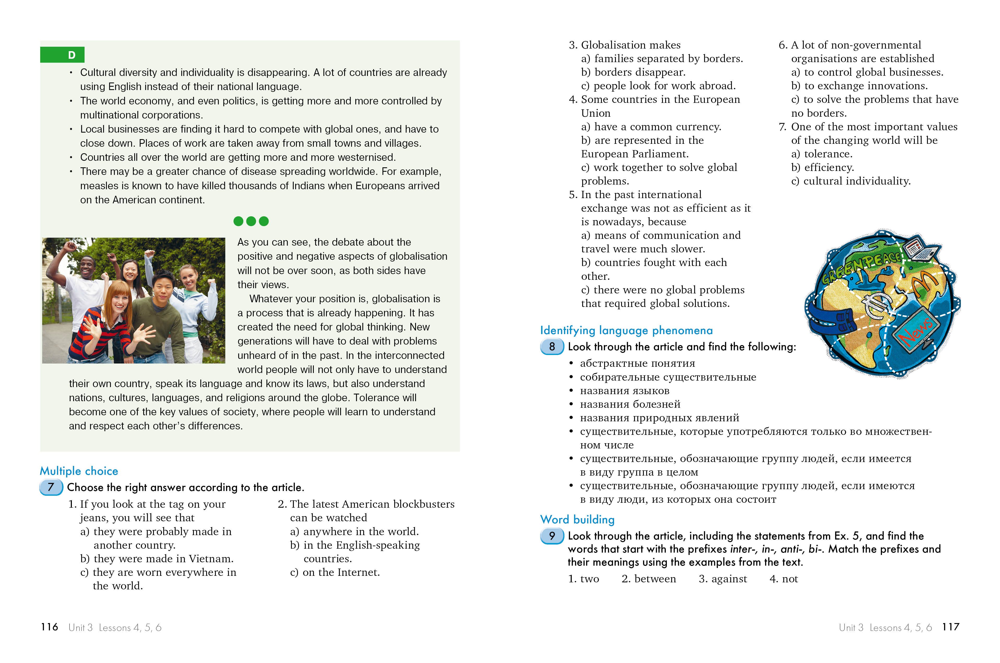 D
• Cultural diversity and individuality is disappearing. A lot of countries are already
using English instead of their national language.
• The world economy, and even politics, is getting more and more controlled by
multinational corporations.
• Local businesses are finding it hard to compete with global ones, and have to
close down. Places of work are taken away from small towns and villages.
• Countries all over the world are getting more and more westernised.
• There may be a greater chance of disease spreading worldwide. For example,
measles is known to have killed thousands of Indians when Europeans arrived
on the American continent.
As you can see, the debate about the
positive and negative aspects of globalisation
will not be over soon, as both sides have
their views.
Whatever your position is, globalisation is
a process that is already happening. It has
created the need for global thinking. New
generations will have to deal with problems
unheard of in the past. In the interconnected
world people will not only have to understand
their own country, speak its language and know its laws, but also understand
nations, cultures, languages, and religions around the globe. Tolerance will
become one of the key values of society, where people will learn to understand
and respect each other's differences.
Multiple choice
7 Choose the right answer according to the article.
1. If you look at the tag on your
jeans, you will see that
a) they were probably made in
another country.
b) they were made in Vietnam.
c) they are worn everywhere in
the world.
2. The latest American blockbusters
can be watched
a) anywhere in the world.
b) in the English-speaking
countries.
c) on the Internet.
116 Unit 3 Lessons 4, 5, 6
3. Globalisation makes
a) families separated by borders.
b) borders disappear.
c) people look for work abroad.
4. Some countries in the European
Union
a) have a common currency.
b) are represented in the
European Parliament.
c) work together to solve global
problems.
5. In the past international
exchange was not as efficient as it
is nowadays, because
a) means of communication and
travel were much slower.
b) countries fought with each
other.
c) there were no global problems
that required global solutions.
6. A lot of non-governmental
organisations are established
a) to control global businesses.
b) to exchange innovations.
c) to solve the problems that have
no borders.
7. One of the most important values
of the changing world will be
a) tolerance.
b) efficiency.
c) cultural individuality.
GREENPEACE
M
€
News
Identifying language phenomena
8 Look through the article and find the following:
• абстрактные понятия
• собирательные существительные
• названия языков
• названия болезней
• названия природных явлений
• существительные, которые употребляются только во множествен-
ном числе
• существительные, обозначающие группу людей, если имеется
в виду группа в целом
• существительные, обозначающие группу людей, если имеются
в виду люди, из которых она состоит
Word building
9 Look through the article, including the statements from Ex. 5, and find the
words that start with the prefixes inter-, in-, anti-, bi-. Match the prefixes and
their meanings using the examples from the text.
1. two 2. between 3. against 4. not
Unit 3 Lessons 4, 5, 6 117